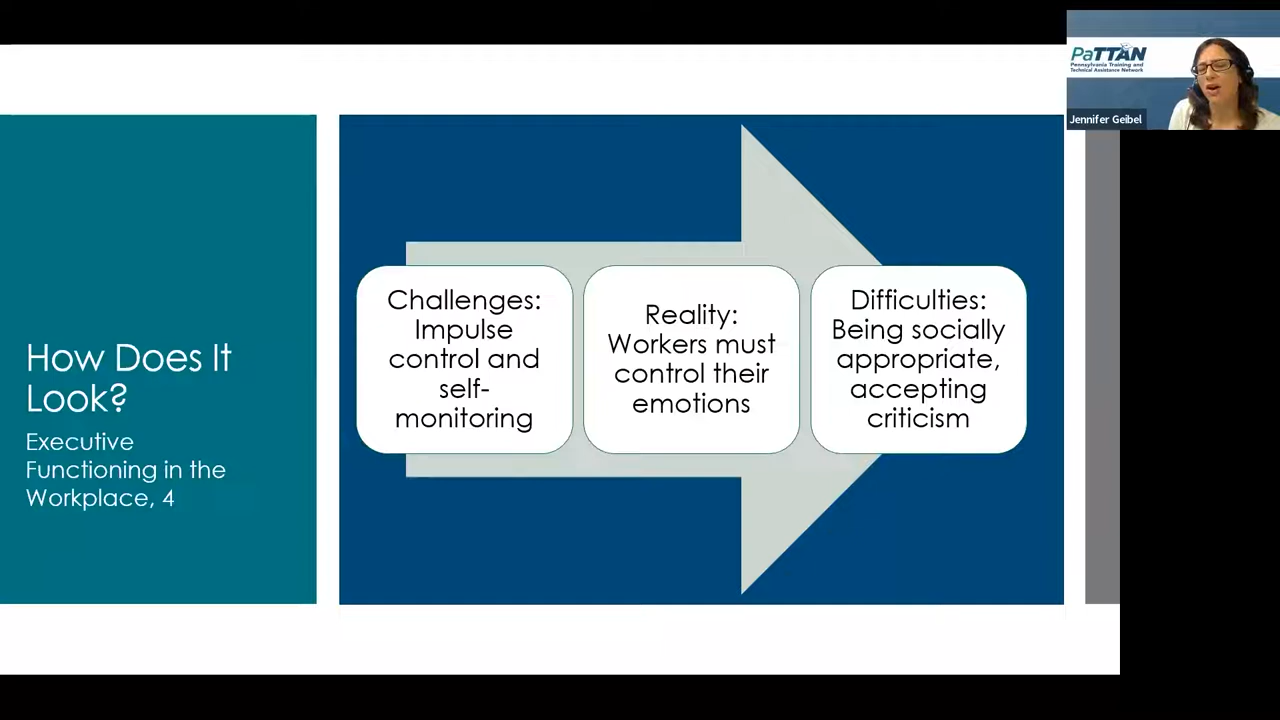 PaTTAN
Pennsylvania Training and
Technical Assistance Network
Jennifer Geibel
How Does It
Look?
Executive
Functioning in the
Workplace, 4
Challenges:
Impulse
control and
self-
monitoring
Reality:
Workers must
control their
emotions
Difficulties:
Being socially
appropriate,
accepting
criticism